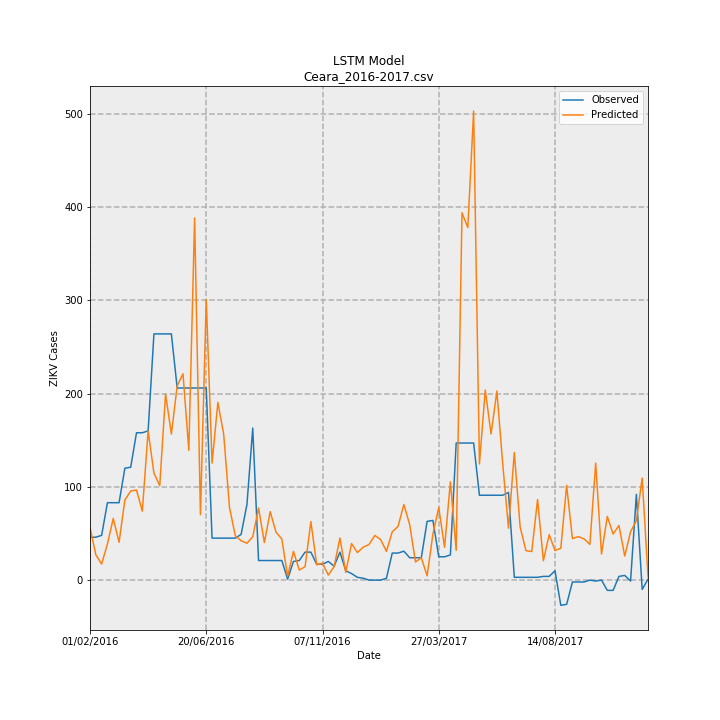 LSTM Model
Ceara_2016-2017.csv
Observed
Predicted
500
400
300
200
100
0
ZIKV Cases
01/02/2016
20/06/2016
07/11/2016
27/03/2017
14/08/2017
Date